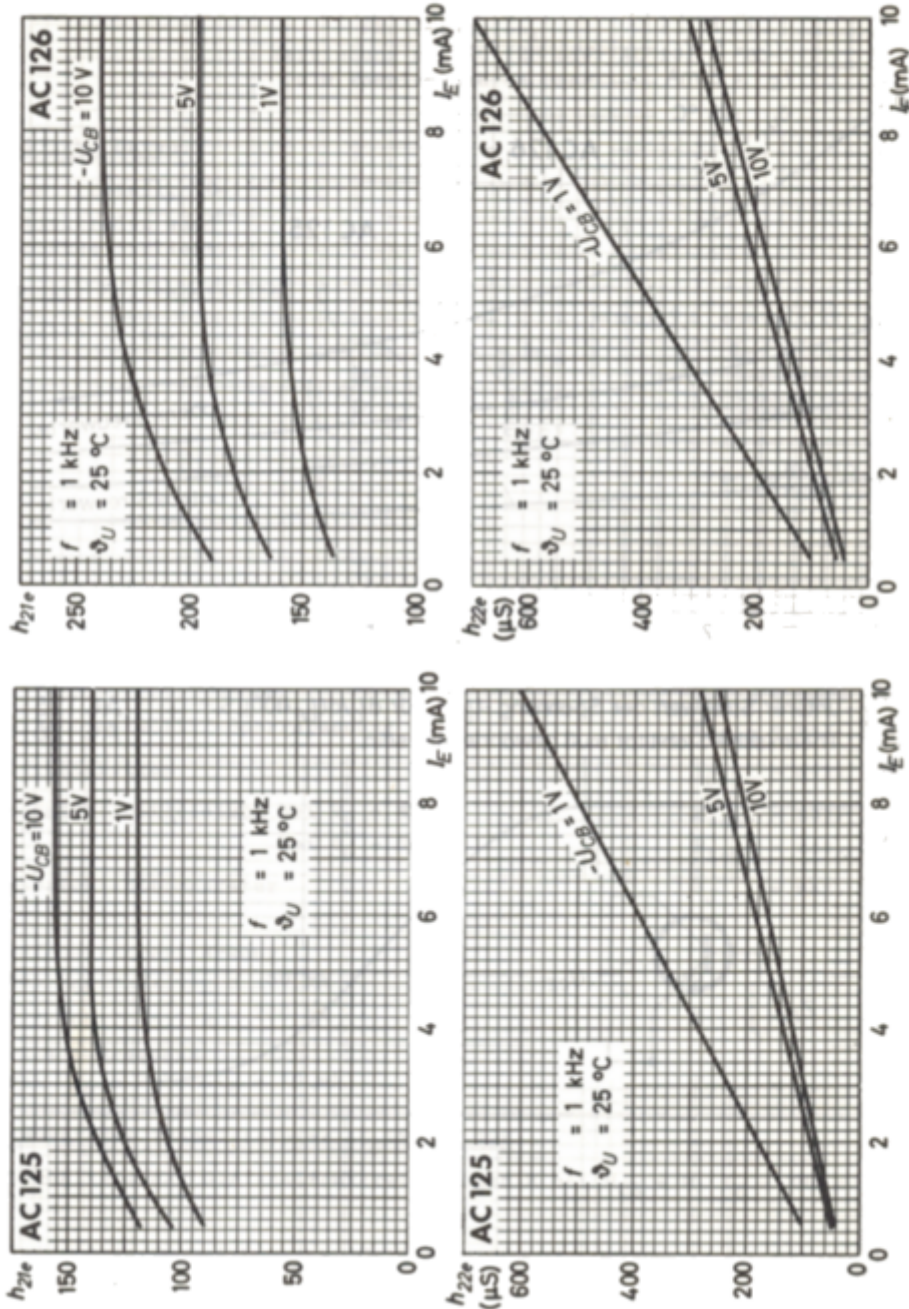 AC 125
h21e
150
100
50
0
-UCB = 10V
5V
1V
f = 1 kHz
ϑU = 25 °C
0 2 4 6 8 10
IE (mA)
AC 126
h21e
250
200
150
100
-UCB = 10 V
5V
1V
f = 1 kHz
ϑU = 25 °C
0 2 4 6 8 10
IE (mA)
AC 125
h22e
(µS)
600
400
200
0
-UCB = 1V
5V
10V
f = 1 kHz
ϑU = 25 °C
0 2 4 6 8 10
IE (mA)
AC 126
h22e
(µS)
600
400
200
0
-UCB = 1V
5V
10V
f = 1 kHz
ϑU = 25 °C
0 2 4 6 8 10
IE (mA)